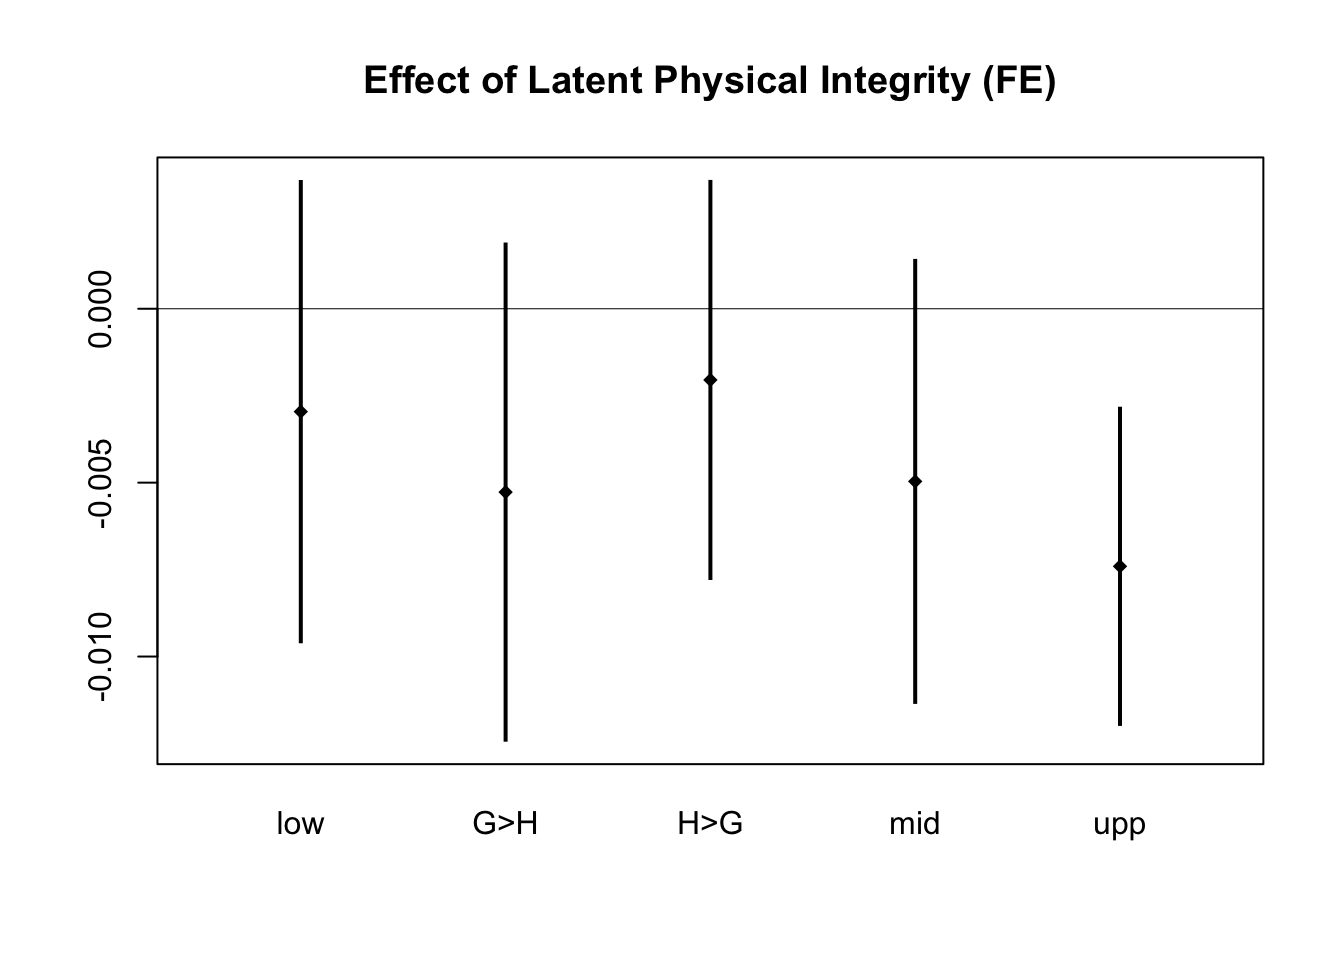 Effect of Latent Physical Integrity (FE)
0.000
-0.005
-0.010
low G>H H>G mid upp